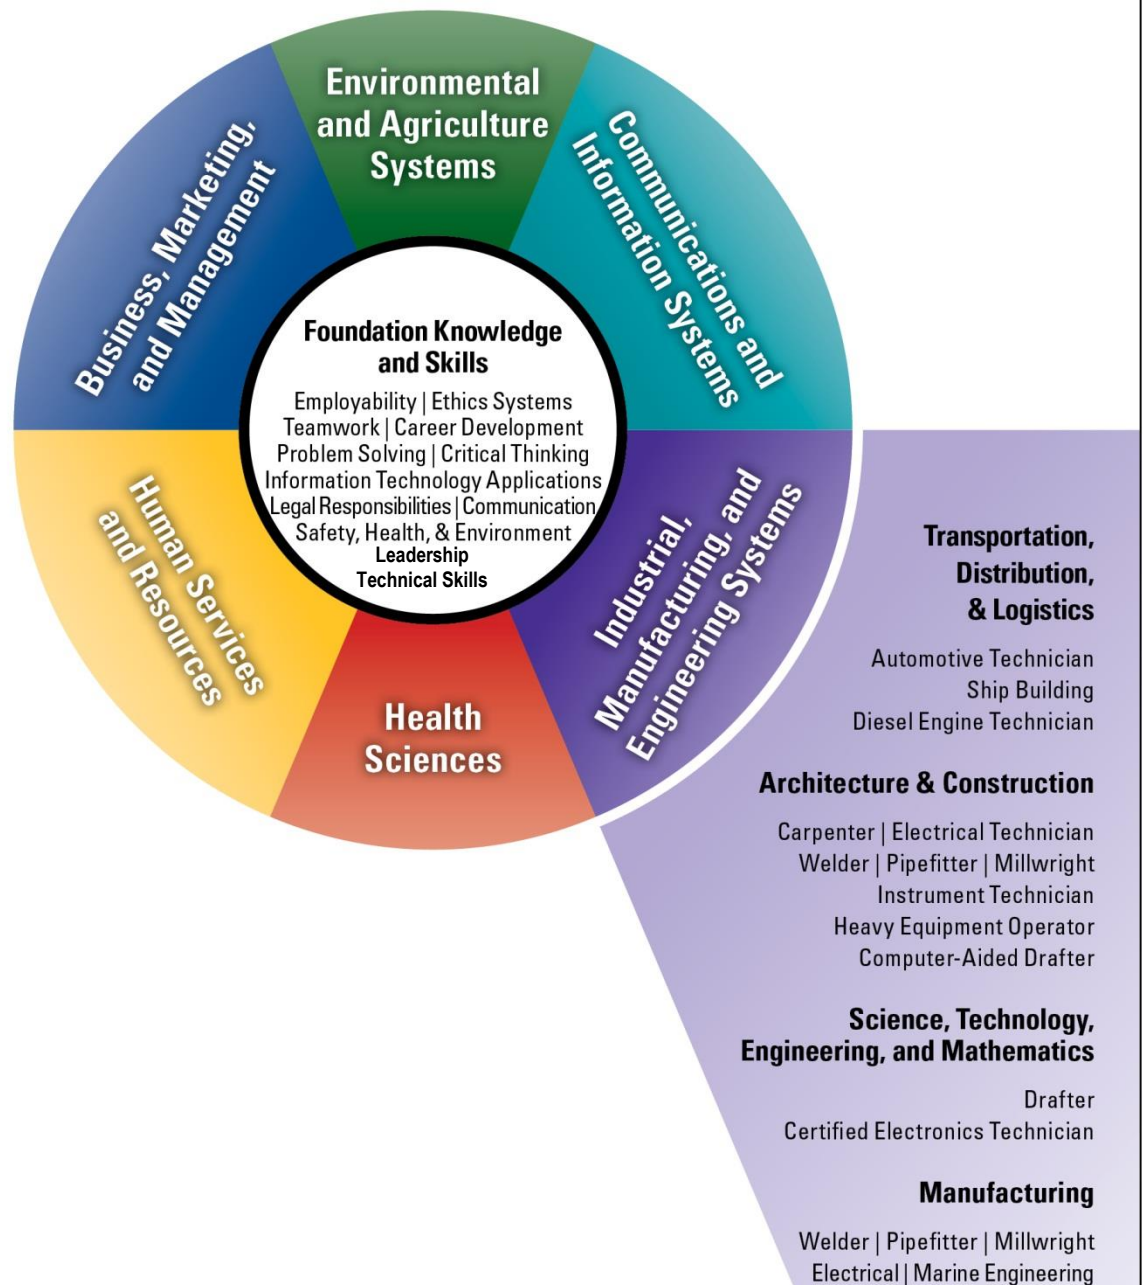 Environmental
and Agriculture
Systems
Communications and
Information Systems
Business, Marketing,
and Management
Foundation Knowledge
and Skills
Employability | Ethics Systems
Teamwork | Career Development
Problem Solving | Critical Thinking
Information Technology Applications
Legal Responsibilities | Communication
Safety, Health, & Environment
Leadership
Technical Skills
Human Services
and Resources
Industrial,
Manufacturing, and
Engineering Systems
Health
Sciences
Transportation,
Distribution,
& Logistics
Automotive Technician
Ship Building
Diesel Engine Technician
Architecture & Construction
Carpenter | Electrical Technician
Welder | Pipefitter | Millwright
Instrument Technician
Heavy Equipment Operator
Computer-Aided Drafter
Science, Technology,
Engineering, and Mathematics
Drafter
Certified Electronics Technician
Manufacturing
Welder | Pipefitter | Millwright
Electrical | Marine Engineering